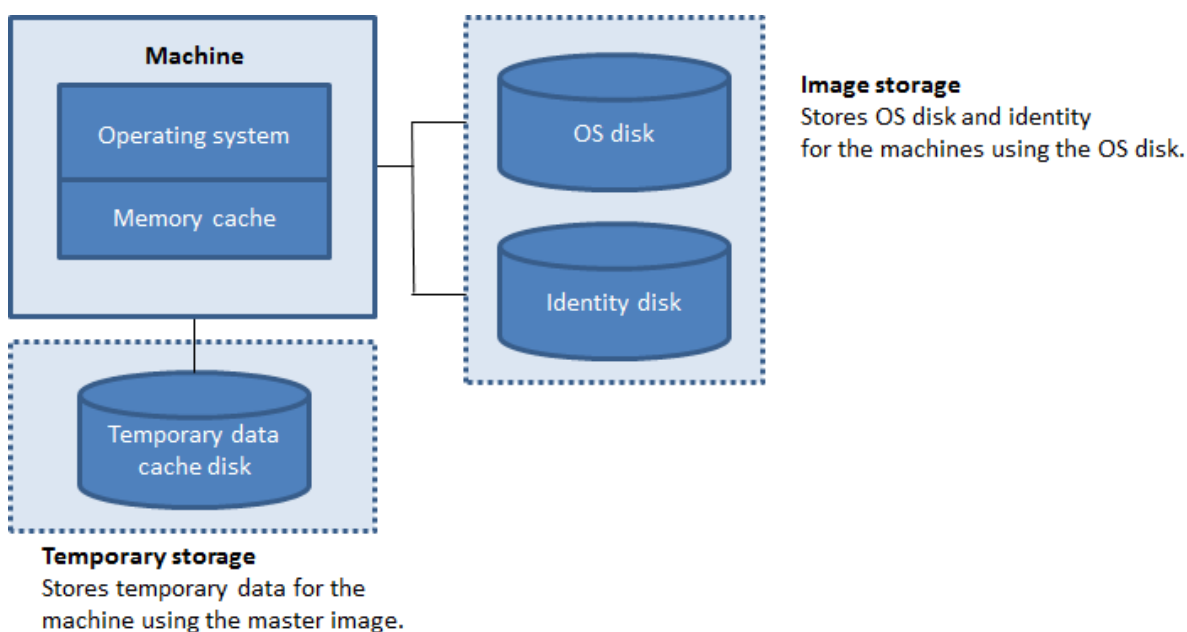 Machine
Operating system
Memory cache
OS disk
Identity disk
Image storage
Stores OS disk and identity
for the machines using the OS disk.
Temporary data
cache disk
Temporary storage
Stores temporary data for the
machine using the master image.